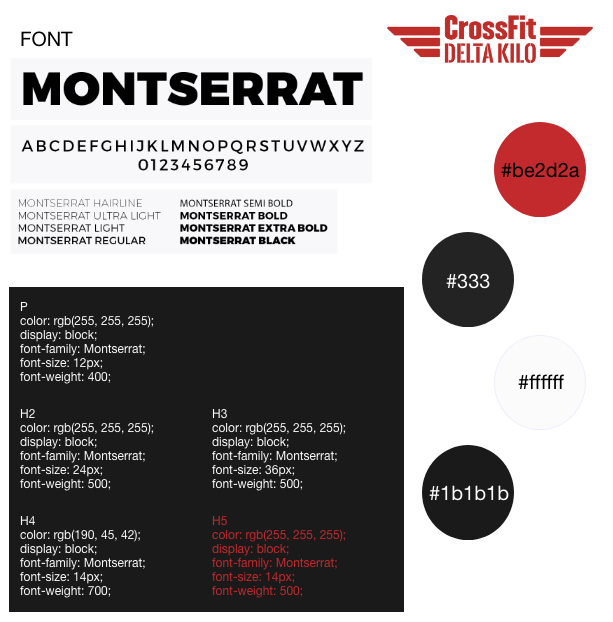 FONT
CrossFit
DELTA KILO
MONTSERRAT
ABCDEFGHIJKLMNOPQRSTUVWXYZ
0123456789
MONTSERRAT HAIRLINE
MONTSERRAT ULTRA LIGHT
MONTSERRAT LIGHT
MONTSERRAT REGULAR
MONTSERRAT SEMI BOLD
MONTSERRAT BOLD
MONTSERRAT EXTRA BOLD
MONTSERRAT BLACK
#be2d2a
#333
#ffffff
#1b1b1b
P
color: rgb(255, 255, 255);
display: block;
font-family: Montserrat;
font-size: 12px;
font-weight: 400;
H2
color: rgb(255, 255, 255);
display: block;
font-family: Montserrat;
font-size: 24px;
font-weight: 500;
H3
color: rgb(255, 255, 255);
display: block;
font-family: Montserrat;
font-size: 36px;
font-weight: 500;
H4
color: rgb(190, 45, 42);
display: block;
font-family: Montserrat;
font-size: 14px;
font-weight: 700;
H5
color: rgb(255, 255, 255);
display: block;
font-family: Montserrat;
font-size: 14px;
font-weight: 500;